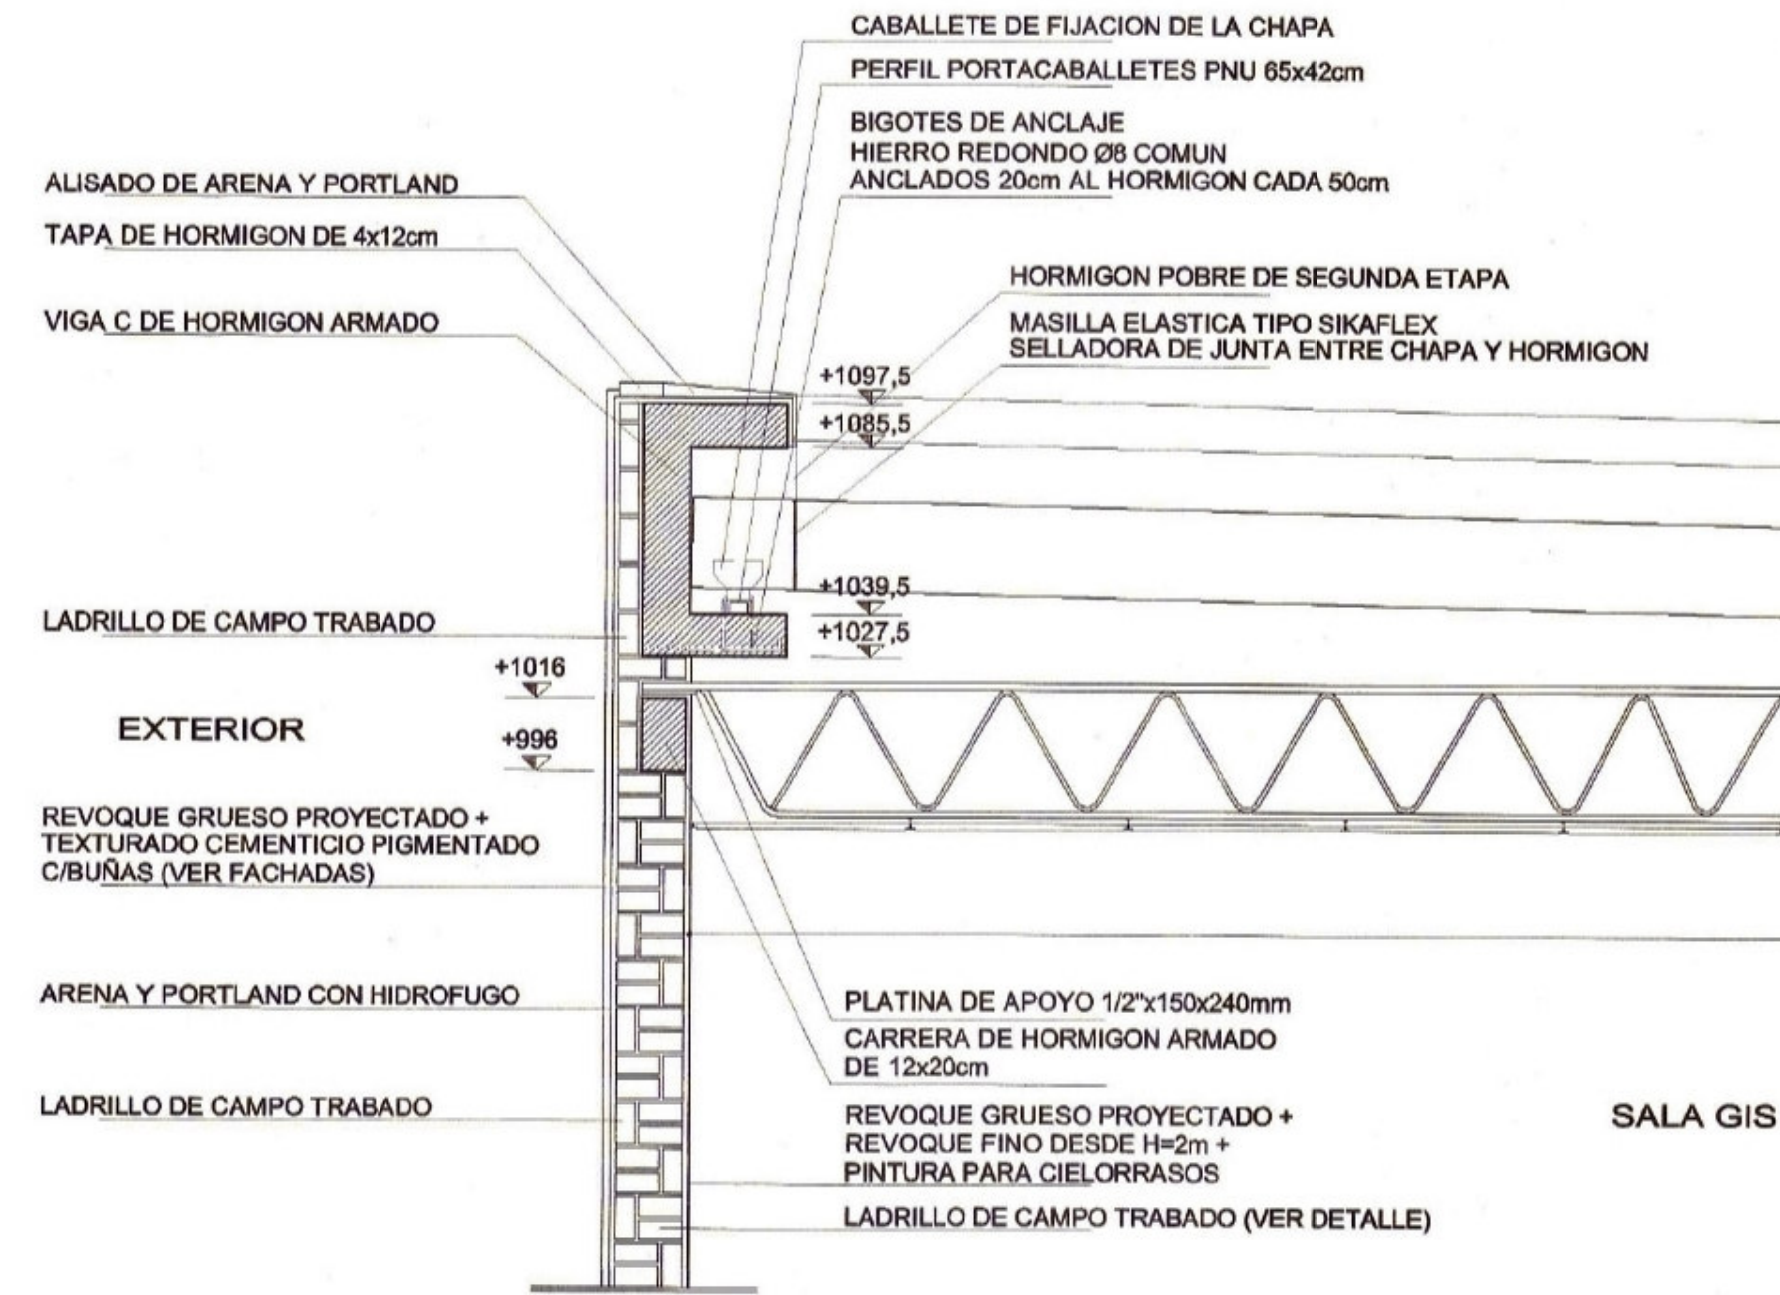 CABALLETE DE FIJACION DE LA CHAPA
PERFIL PORTACABALLETES PNU 65x42cm
BIGOTES DE ANCLAJE
HIERRO REDONDO Ø8 COMUN
ANCLADOS 20cm AL HORMIGON CADA 50cm
ALISADO DE ARENA Y PORTLAND
TAPA DE HORMIGON DE 4x12cm
VIGA C DE HORMIGON ARMADO
HORMIGON POBRE DE SEGUNDA ETAPA
MASILLA ELASTICA TIPO SIKAFLEX
SELLADORA DE JUNTA ENTRE CHAPA Y HORMIGON
+1097,5
+1085,5
+1039,5
+1027,5
LADRILLO DE CAMPO TRABADO
+1016
EXTERIOR
+996
REVOQUE GRUESO PROYECTADO +
TEXTURADO CEMENTICIO PIGMENTADO
C/BUÑAS (VER FACHADAS)
ARENA Y PORTLAND CON HIDROFUGO
LADRILLO DE CAMPO TRABADO
PLATINA DE APOYO 1/2"x150x240mm
CARRERA DE HORMIGON ARMADO
DE 12x20cm
REVOQUE GRUESO PROYECTADO +
REVOQUE FINO DESDE H=2m +
PINTURA PARA CIELORRASOS
LADRILLO DE CAMPO TRABADO (VER DETALLE)
SALA GIS